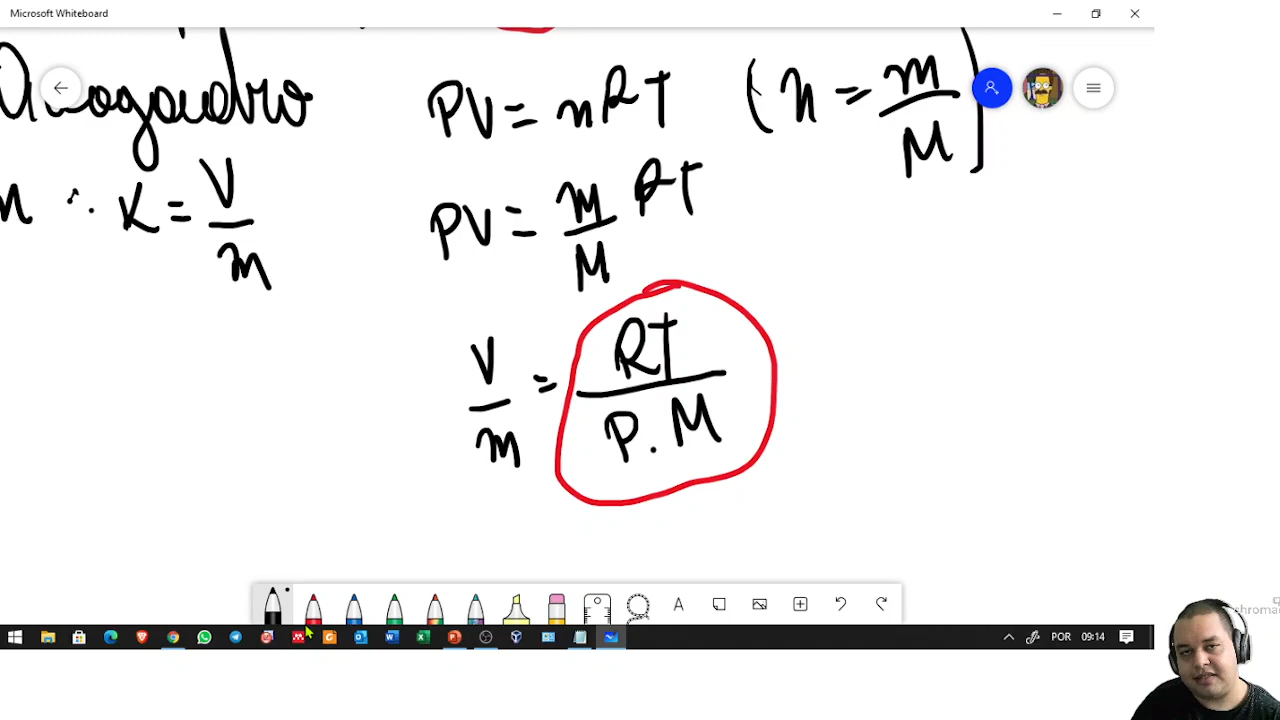 Microsoft Whiteboard
Avogadro
PV = nRT (n = m/M)
n ∴ K = V/m
PV = m/M RT
V/m = RT/P.M
POR 09:14